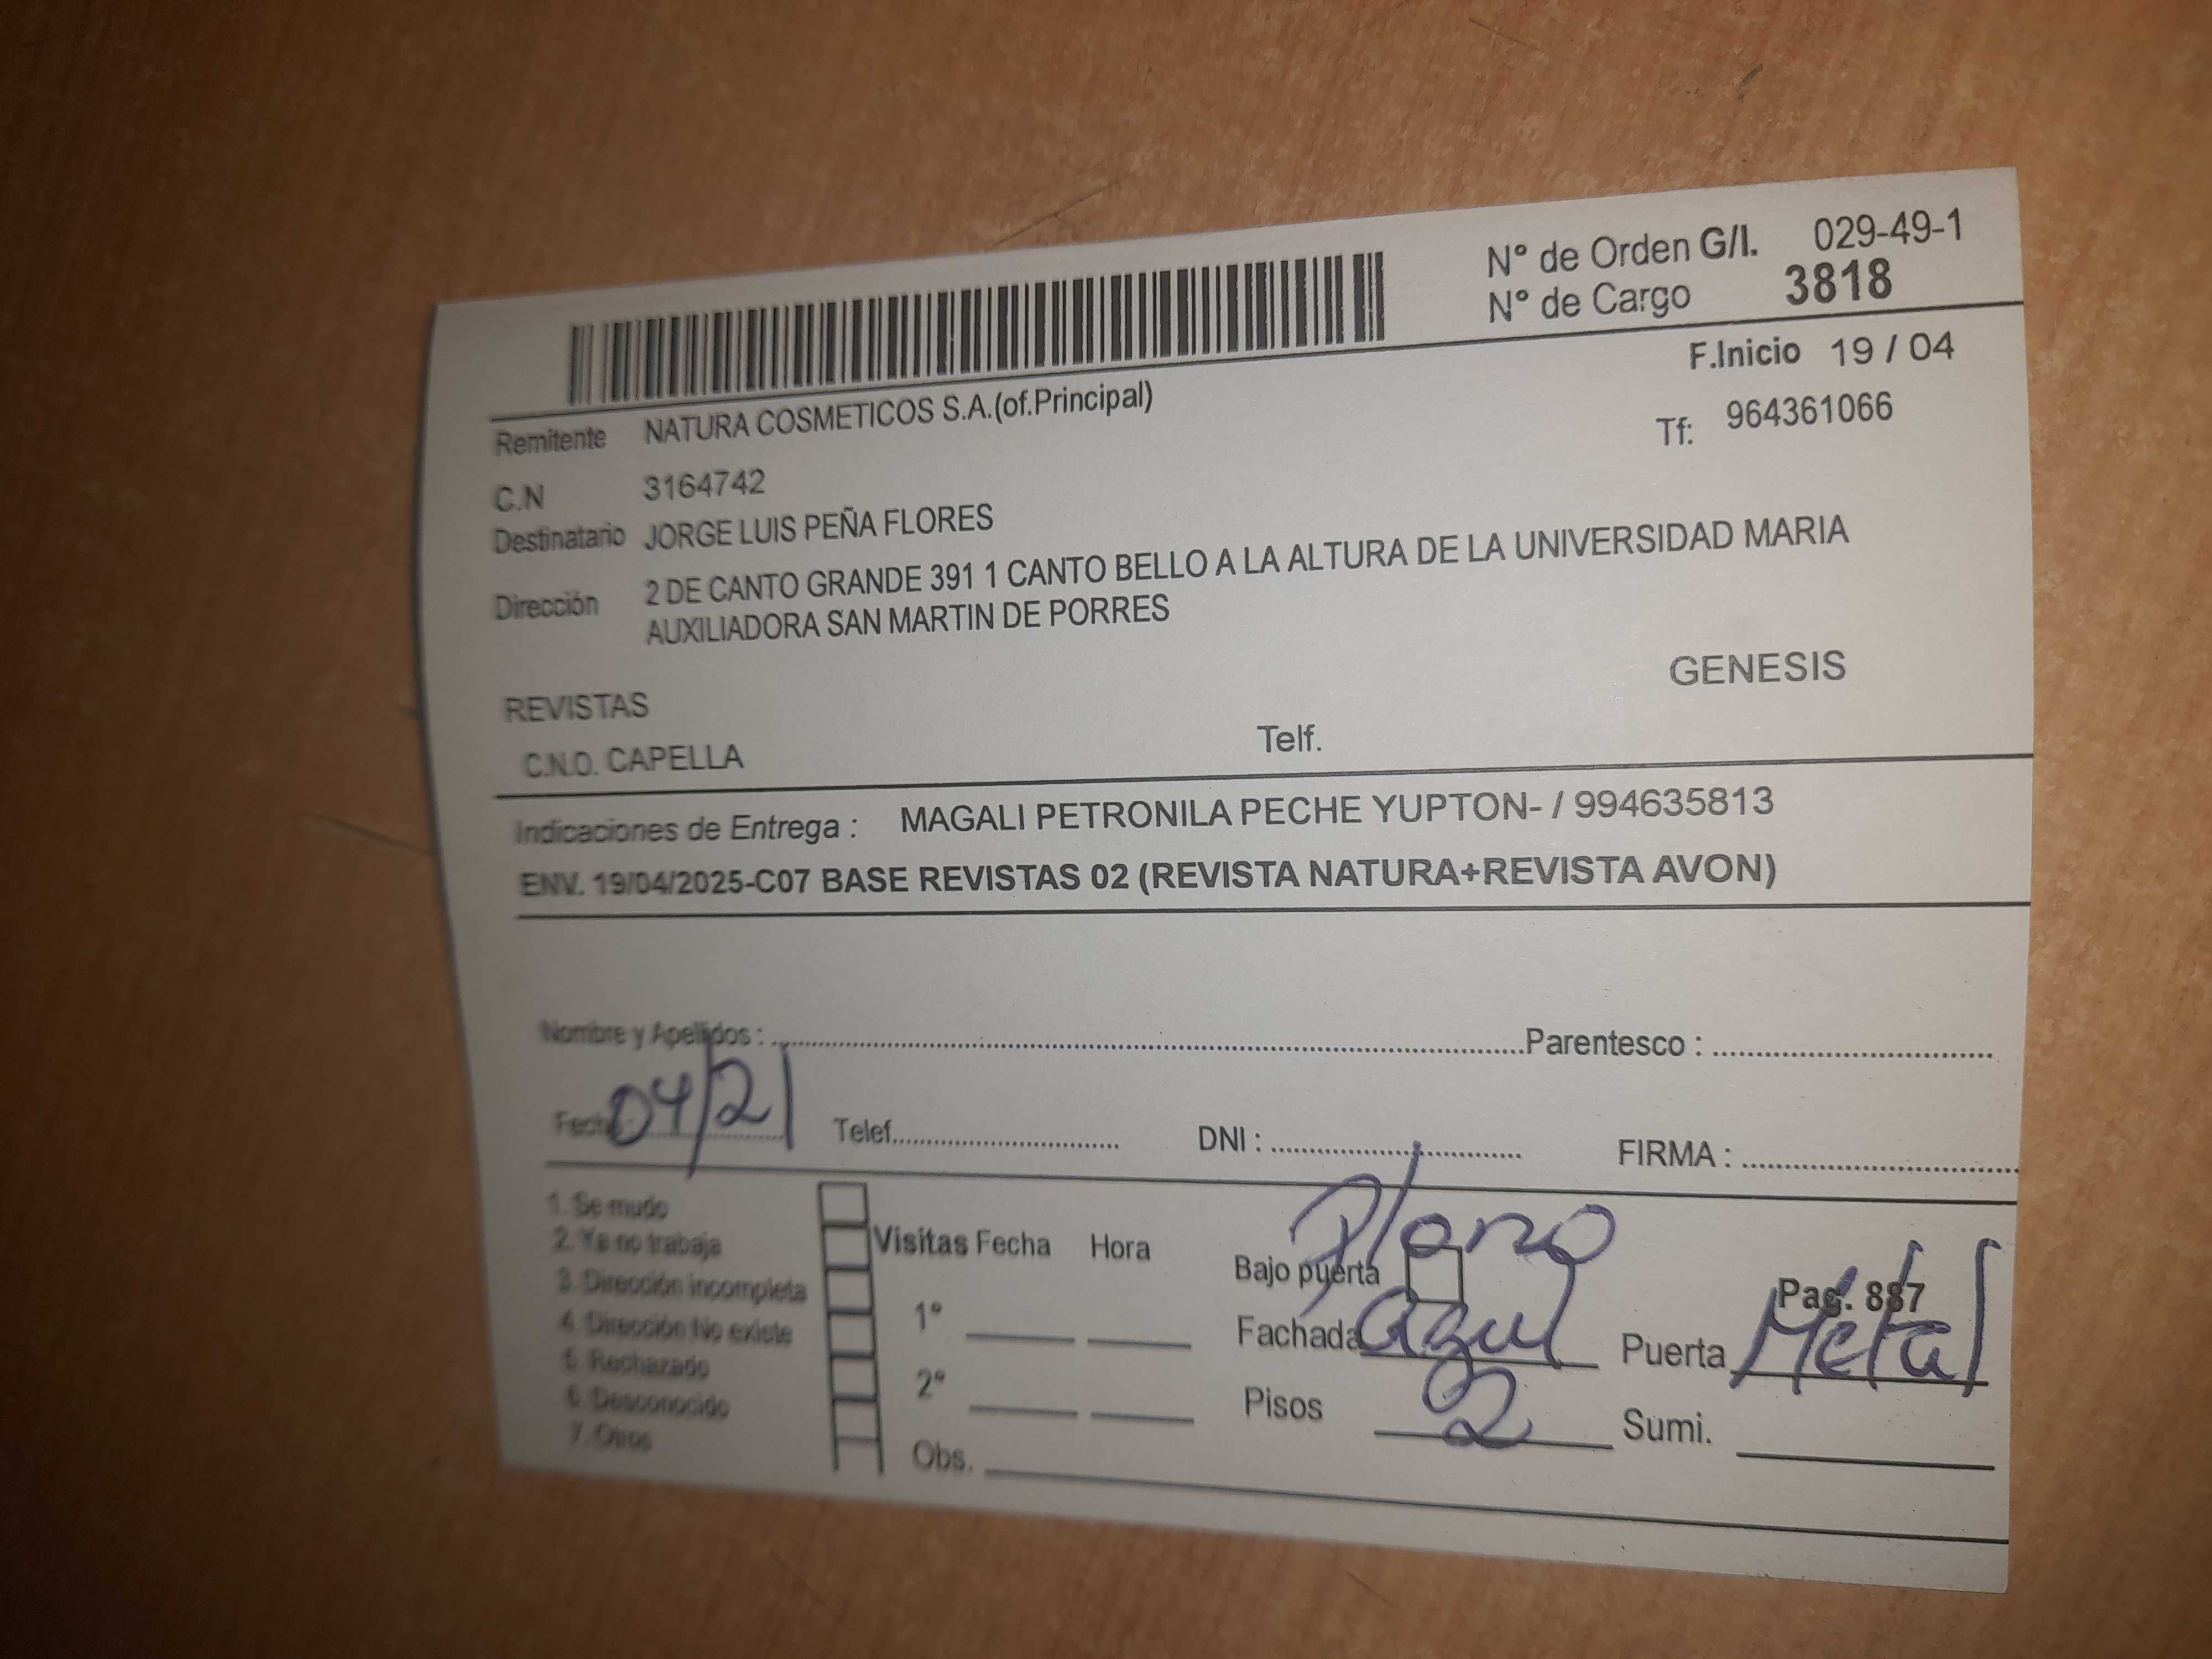 N° de Orden G/I. 029-49-1
N° de Cargo 3818
F.Inicio 19 / 04
Remitente NATURA COSMETICOS S.A.(of.Principal)
Tf: 964361066
C.N 3164742
Destinatario JORGE LUIS PEÑA FLORES
Dirección 2 DE CANTO GRANDE 391 1 CANTO BELLO A LA ALTURA DE LA UNIVERSIDAD MARIA
AUXILIADORA SAN MARTIN DE PORRES
GENESIS
REVISTAS
C.N.O. CAPELLA Telf.
Indicaciones de Entrega : MAGALI PETRONILA PECHE YUPTON- / 994635813
ENV. 19/04/2025-C07 BASE REVISTAS 02 (REVISTA NATURA+REVISTA AVON)
Nombre y Apellidos : Parentesco :
Fecha 04/21 Telef. DNI : FIRMA :
1. Se mudo
2. Ya no trabaja
3. Dirección incompleta
4. Dirección No existe
5. Rechazado
6. Desconocido
7. Otros
Visitas Fecha Hora
1°
2°
Obs.
Bajo puerta
Pag. 887
Fachada azul Puerta Metal
Pisos 2 Sumi.